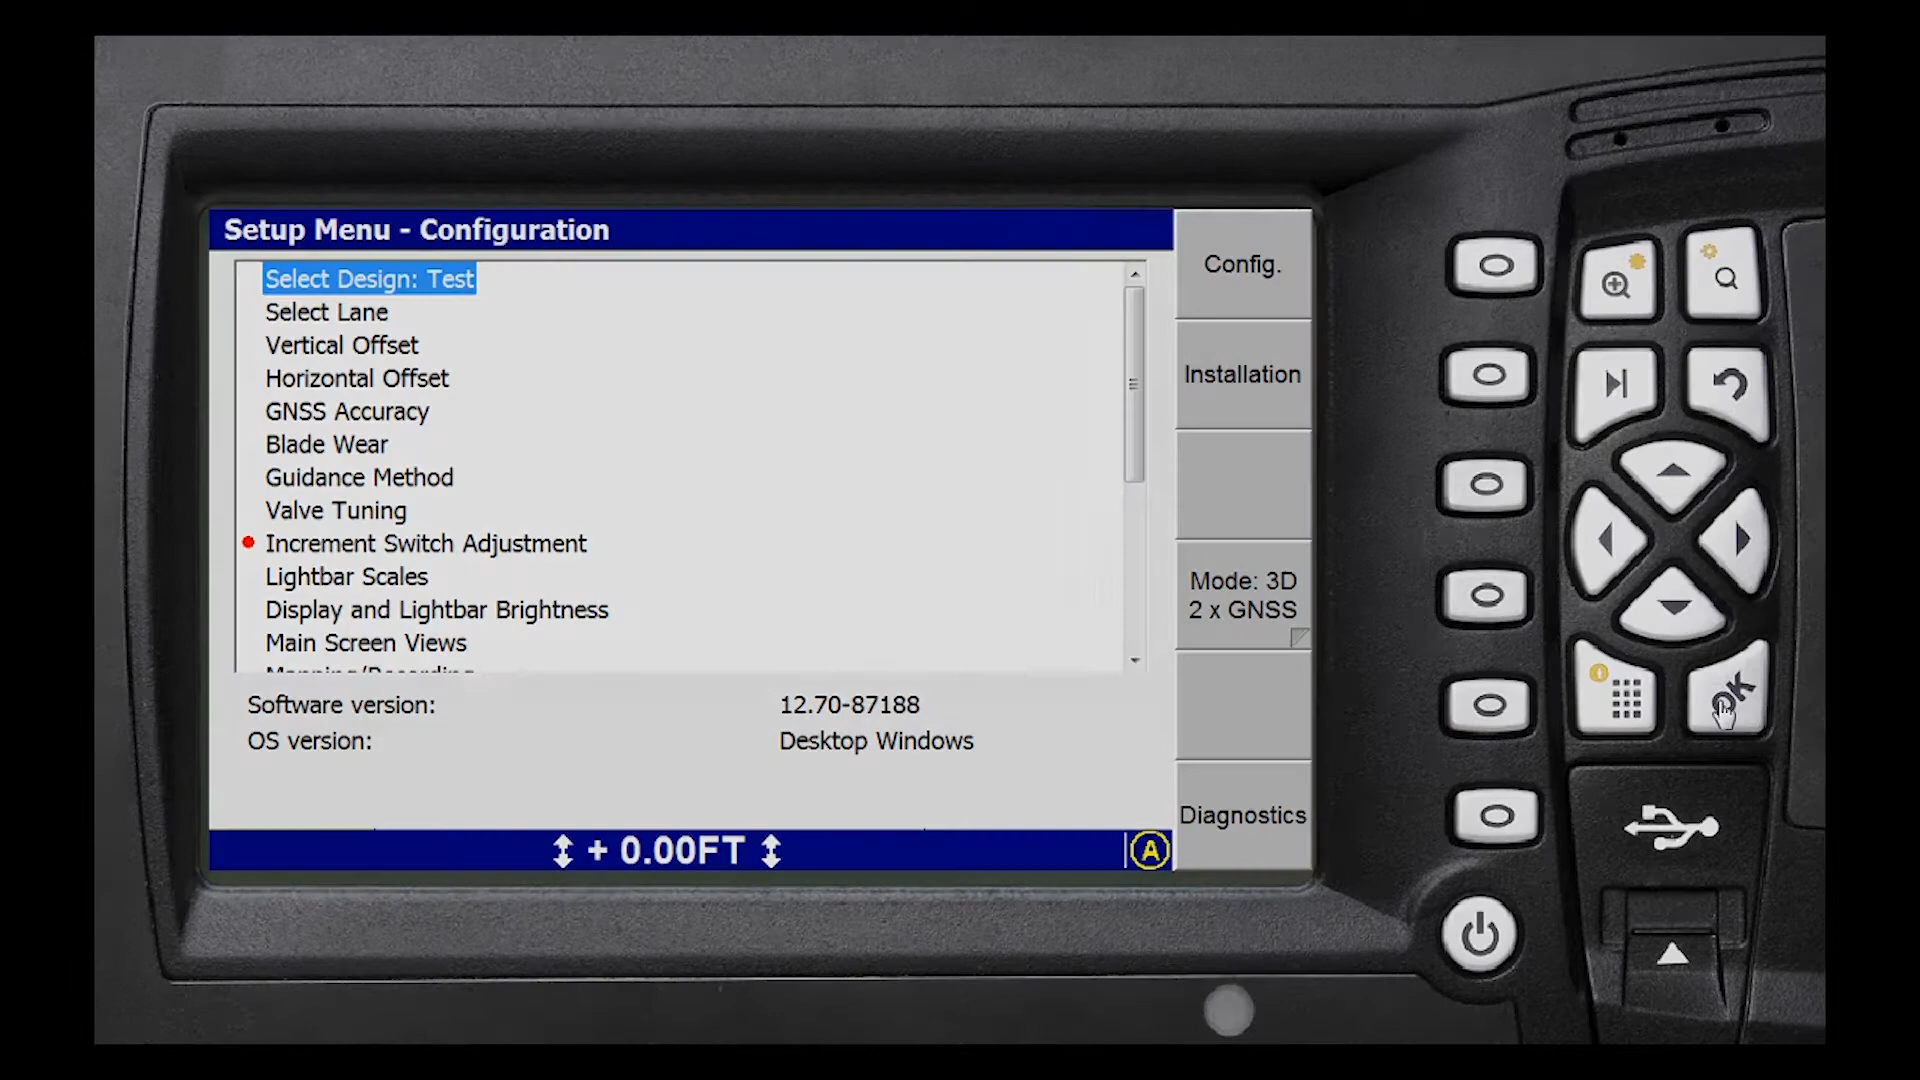 Setup Menu - Configuration
Select Design: Test
Select Lane
Vertical Offset
Horizontal Offset
GNSS Accuracy
Blade Wear
Guidance Method
Valve Tuning
Increment Switch Adjustment
Lightbar Scales
Display and Lightbar Brightness
Main Screen Views
Mapping/Recording
Software version: 12.70-87188
OS version: Desktop Windows
+ 0.00FT
A
Config.
Installation
Mode: 3D
2 x GNSS
Diagnostics
OK